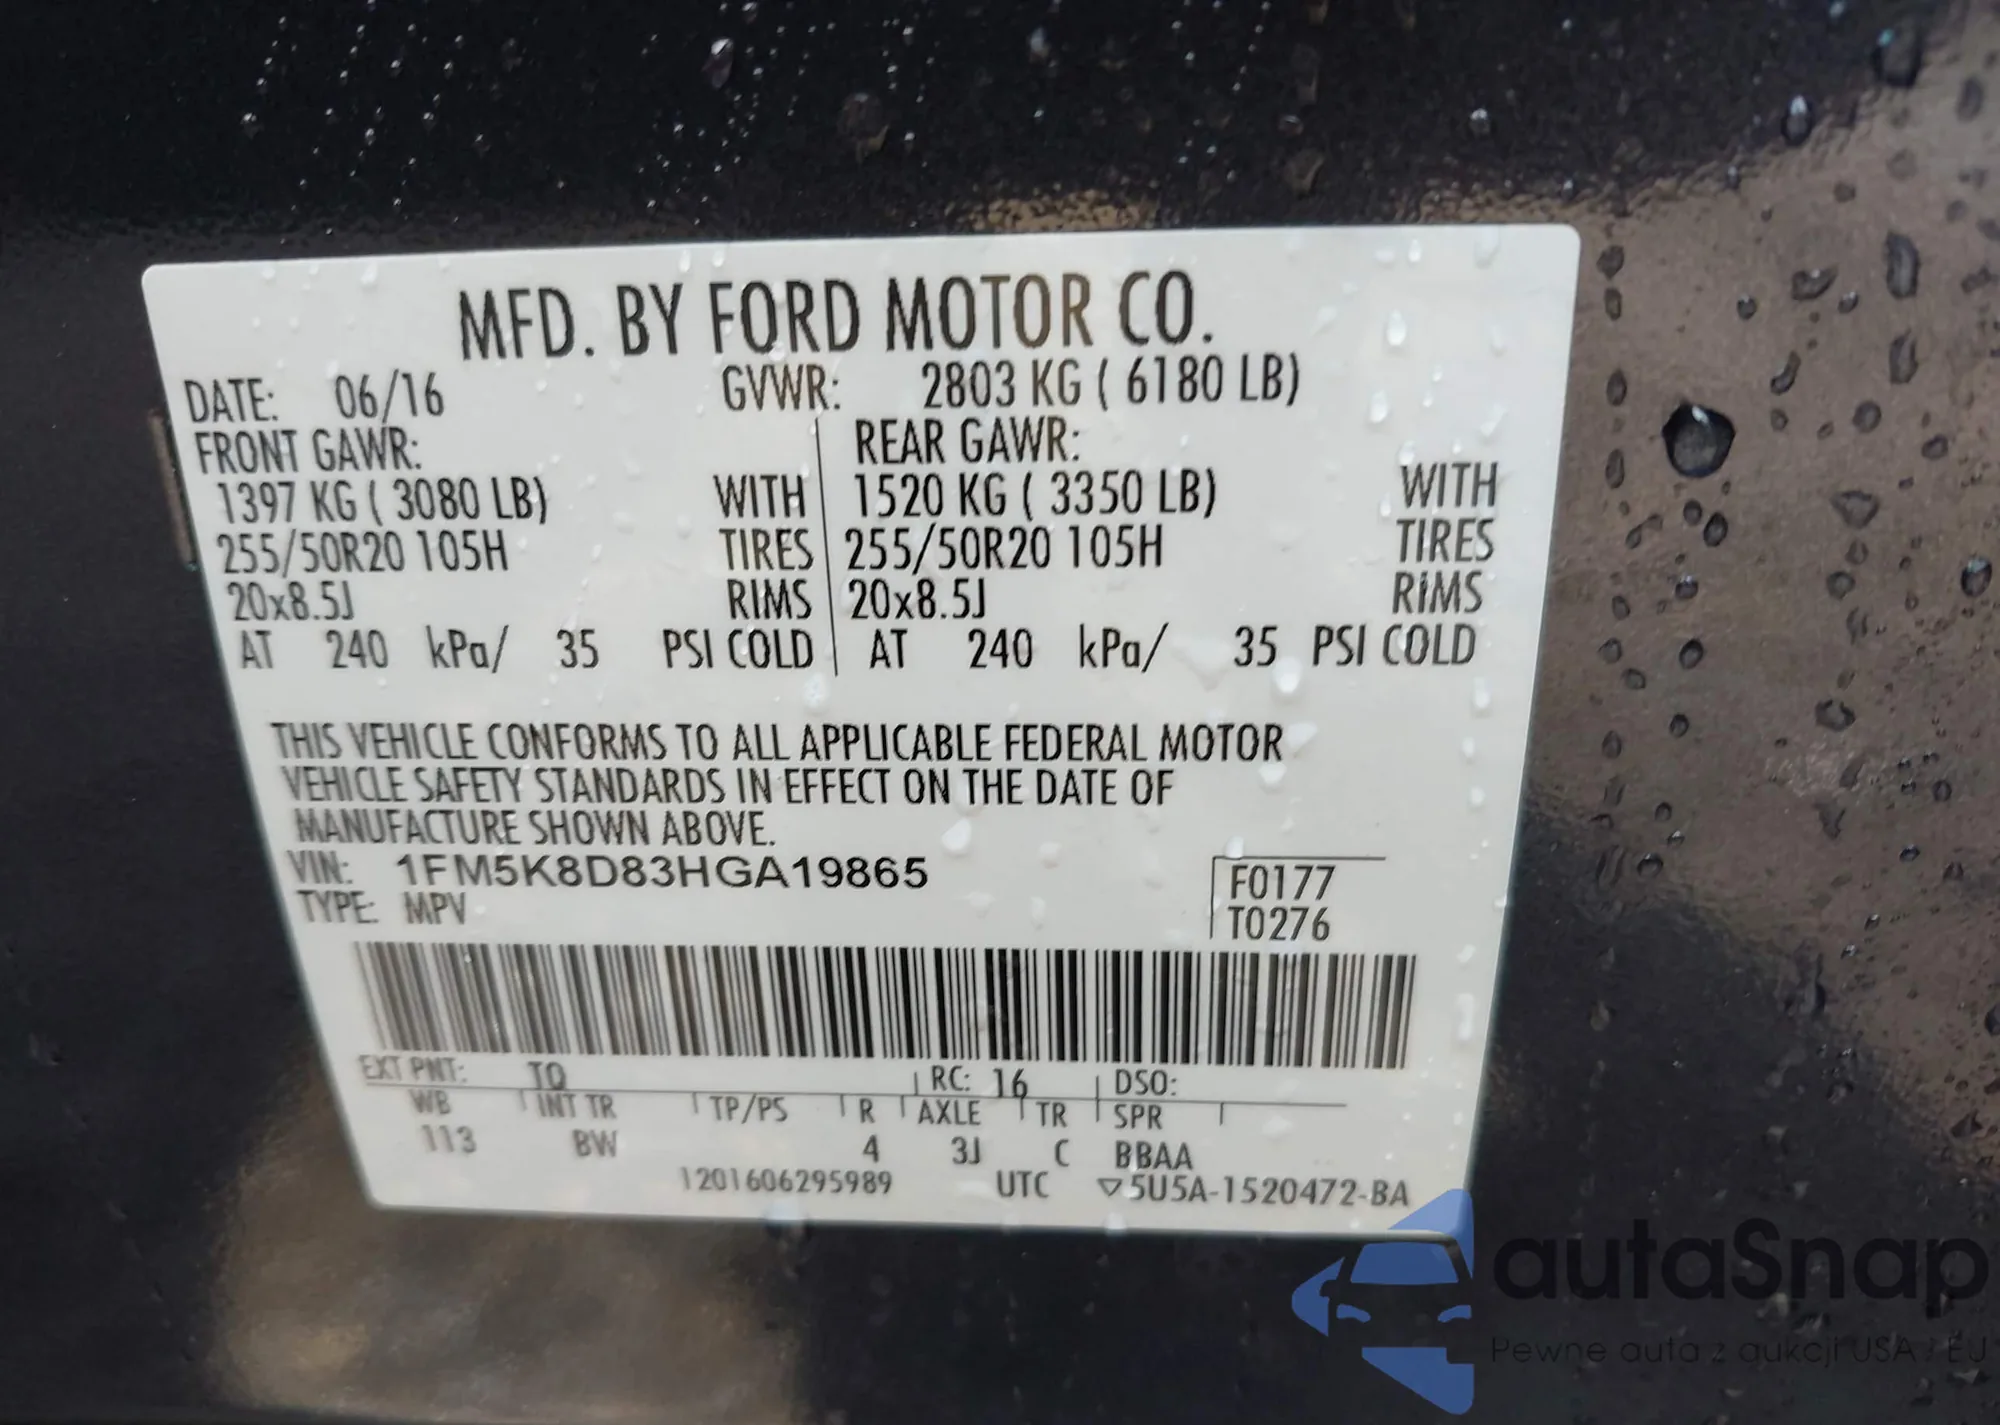 MFD. BY FORD MOTOR CO.
DATE: 06/16 GVWR: 2803 KG ( 6180 LB)
FRONT GAWR: REAR GAWR:
1397 KG ( 3080 LB) WITH 1520 KG ( 3350 LB) WITH
255/50R20 105H TIRES 255/50R20 105H TIRES
20x8.5J RIMS 20x8.5J RIMS
AT 240 kPa/ 35 PSI COLD AT 240 kPa/ 35 PSI COLD
THIS VEHICLE CONFORMS TO ALL APPLICABLE FEDERAL MOTOR
VEHICLE SAFETY STANDARDS IN EFFECT ON THE DATE OF
MANUFACTURE SHOWN ABOVE.
VIN: 1FM5K8D83HGA19865 F0177
TYPE: MPV T0276
EXT PNT: TQ RC: 16 DSO:
WB INT TR TP/PS R AXLE TR SPR
113 BW 4 3J C BBAA
1201606295989 UTC ▽5U5A-1520472-BA
autaSnap
Pewne auta z aukcji USA / EU